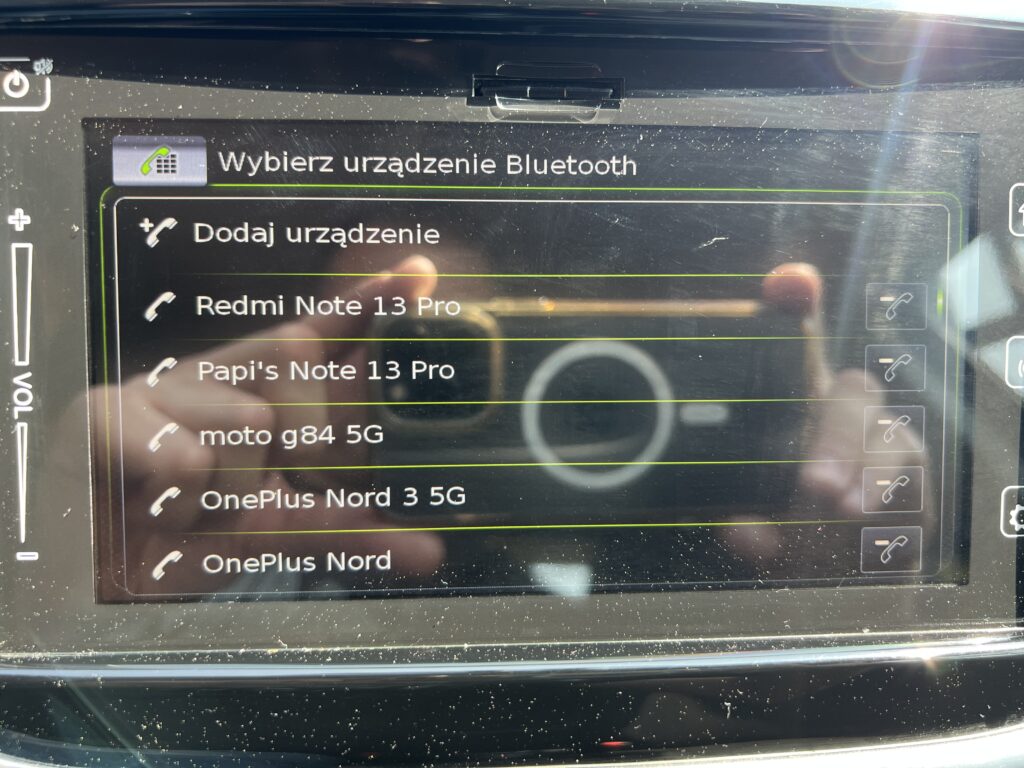 Wybierz urządzenie Bluetooth
Dodaj urządzenie
Redmi Note 13 Pro
Papi's Note 13 Pro
moto g84 5G
OnePlus Nord 3 5G
OnePlus Nord
VOL